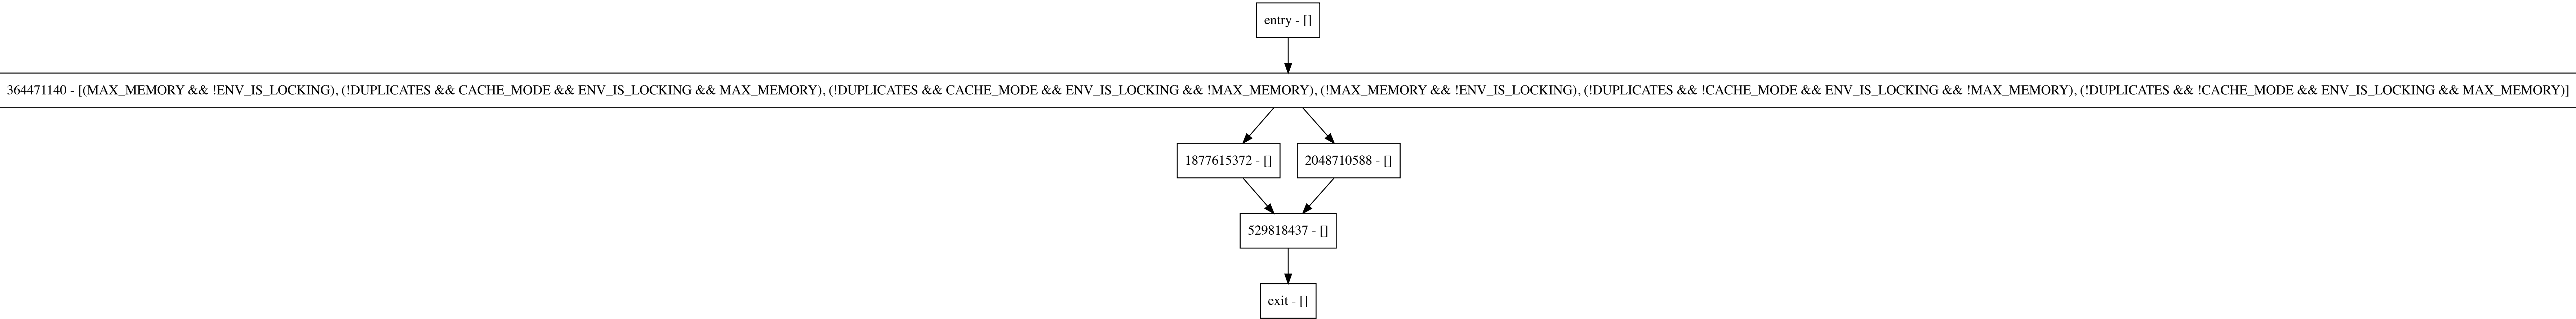 entry - []
364471140 - [(MAX_MEMORY && !ENV_IS_LOCKING), (!DUPLICATES && CACHE_MODE && ENV_IS_LOCKING && MAX_MEMORY), (!DUPLICATES && CACHE_MODE && ENV_IS_LOCKING && !MAX_MEMORY), (!MAX_MEMORY && !ENV_IS_LOCKING), (!DUPLICATES && !CACHE_MODE && ENV_IS_LOCKING && !MAX_MEMORY), (!DUPLICATES && !CACHE_MODE && ENV_IS_LOCKING && MAX_MEMORY)]
1877615372 - []
2048710588 - []
529818437 - []
exit - []